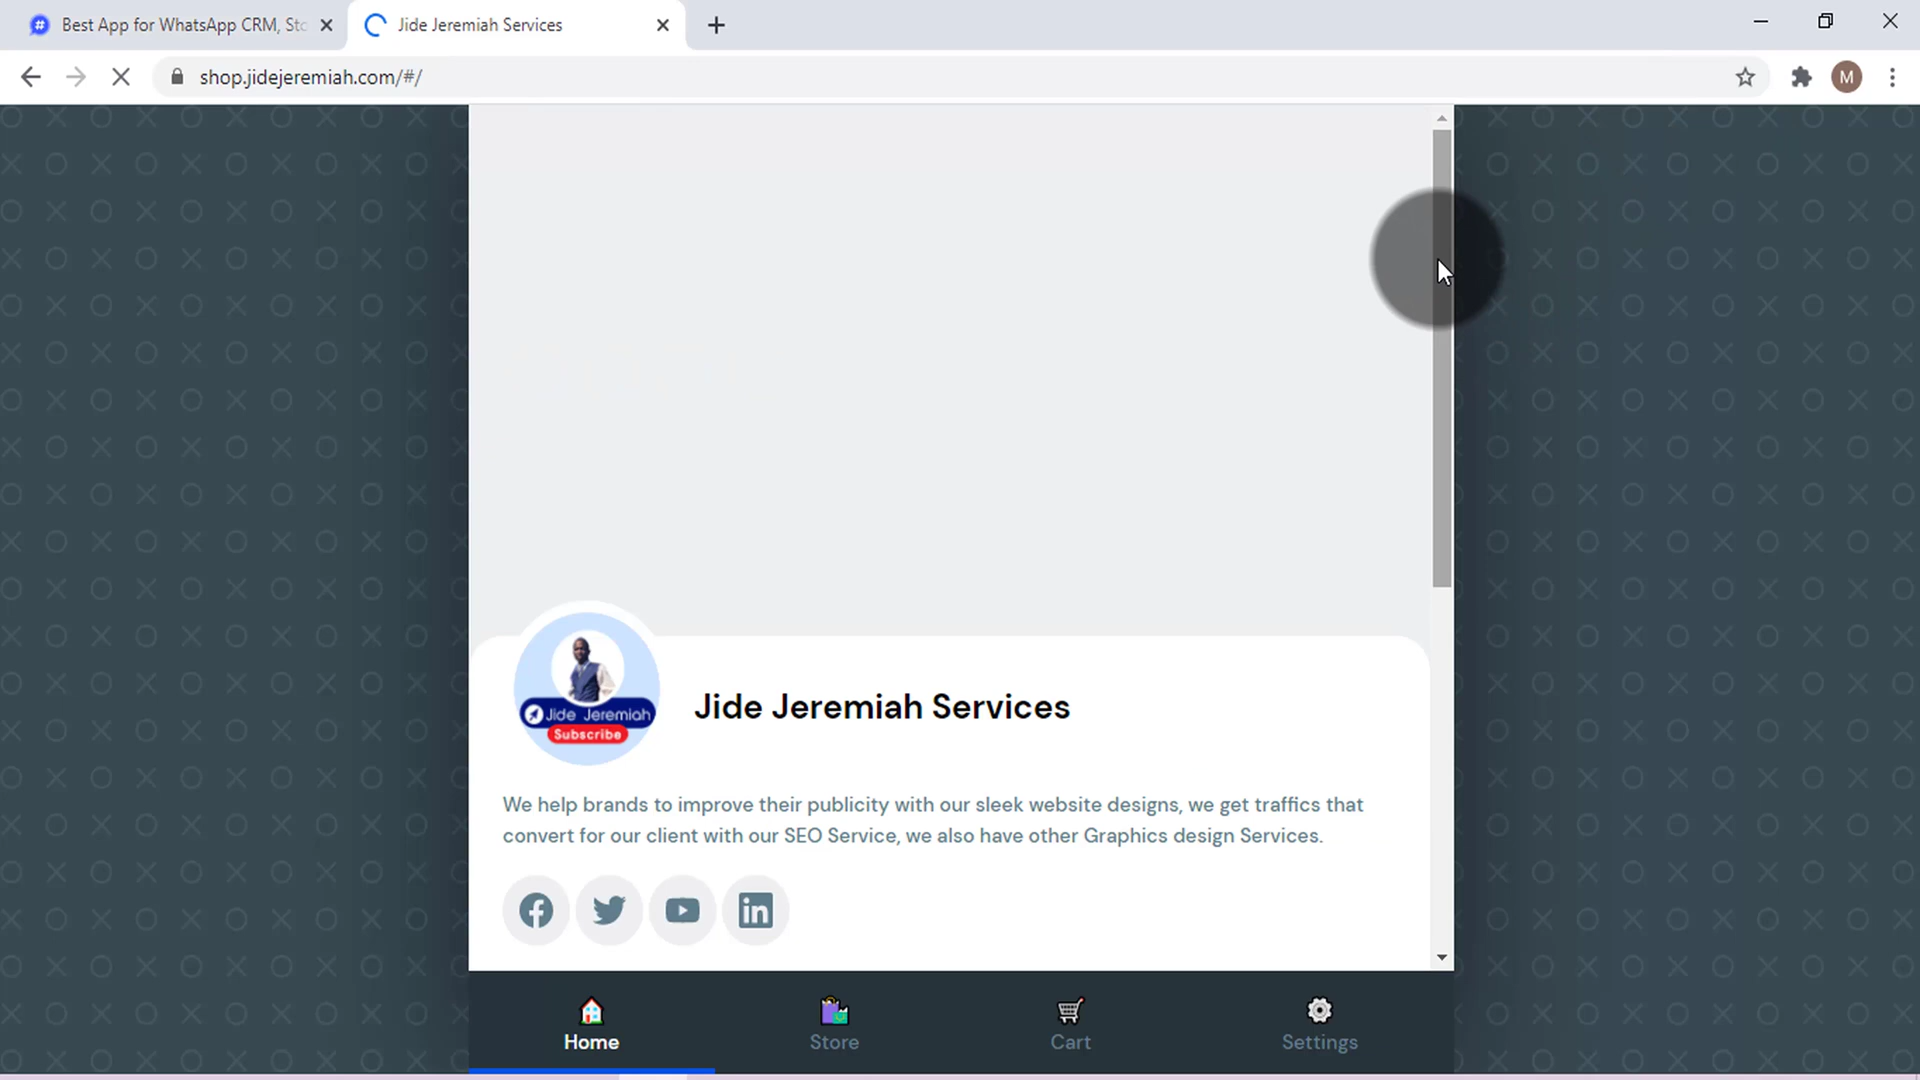 Best App for WhatsApp CRM, Sto
Jide Jeremiah Services
shop.jidejeremiah.com/#/
M
Jide Jeremiah
Subscribe
Jide Jeremiah Services
We help brands to improve their publicity with our sleek website designs, we get traffics that
convert for our client with our SEO Service, we also have other Graphics design Services.
Home
Store
Cart
Settings